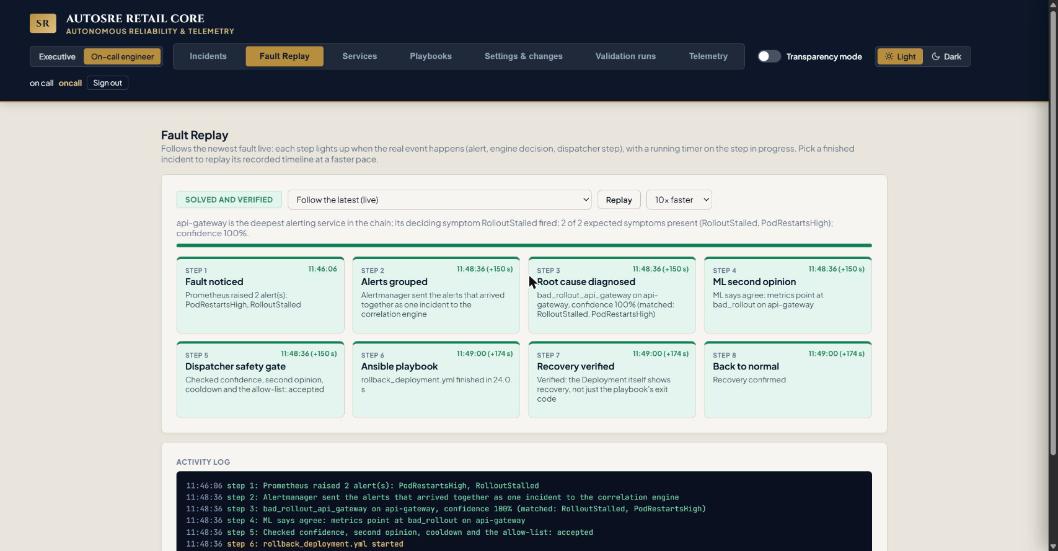 SR
AUTOSRE RETAIL CORE
AUTONOMOUS RELIABILITY & TELEMETRY
Executive
On-call engineer
Incidents
Fault Replay
Services
Playbooks
Settings & changes
Validation runs
Telemetry
Transparency mode
Light
Dark
on call oncall Sign out
Fault Replay
Follows the newest fault live: each step lights up when the real event happens (alert, engine decision, dispatcher step), with a running timer on the step in progress. Pick a finished
incident to replay its recorded timeline at a faster pace.
SOLVED AND VERIFIED
Follow the latest (live)
Replay
10× faster
api-gateway is the deepest alerting service in the chain; its deciding symptom RolloutStalled fired; 2 of 2 expected symptoms present (RolloutStalled, PodRestartsHigh);
confidence 100%.
STEP 1
11:46:06
Fault noticed
Prometheus raised 2 alert(s):
PodRestartsHigh, RolloutStalled
STEP 2
11:48:36 (+150 s)
Alerts grouped
Alertmanager sent the alerts that arrived
together as one incident to the
correlation engine
STEP 3
11:48:36 (+150 s)
Root cause diagnosed
bad_rollout_api_gateway on api-
gateway, confidence 100% (matched:
RolloutStalled, PodRestartsHigh)
STEP 4
11:48:36 (+150 s)
ML second opinion
ML says agree: metrics point at
bad_rollout on api-gateway
STEP 5
11:48:36 (+150 s)
Dispatcher safety gate
Checked confidence, second opinion,
cooldown and the allow-list: accepted
STEP 6
11:49:00 (+174 s)
Ansible playbook
rollback_deployment.yml finished in 24.0
s
STEP 7
11:49:00 (+174 s)
Recovery verified
Verified: the Deployment itself shows
recovery, not just the playbook's exit
code
STEP 8
11:49:00 (+174 s)
Back to normal
Recovery confirmed
ACTIVITY LOG
11:46:06 step 1: Prometheus raised 2 alert(s): PodRestartsHigh, RolloutStalled
11:48:36 step 2: Alertmanager sent the alerts that arrived together as one incident to the correlation engine
11:48:36 step 3: bad_rollout_api_gateway on api-gateway, confidence 100% (matched: RolloutStalled, PodRestartsHigh)
11:48:36 step 4: ML says agree: metrics point at bad_rollout on api-gateway
11:48:36 step 5: Checked confidence, second opinion, cooldown and the allow-list: accepted
11:48:36 step 6: rollback_deployment.yml started